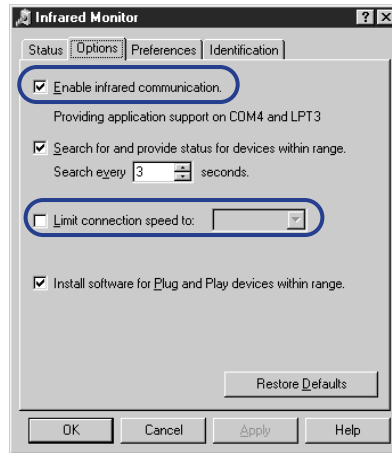 Infrared Monitor
Status Options Preferences Identification
Enable infrared communication.
Providing application support on COM4 and LPT3
Search for and provide status for devices within range.
Search every 3 seconds.
Limit connection speed to:
Install software for Plug and Play devices within range.
Restore Defaults
OK Cancel Apply Help